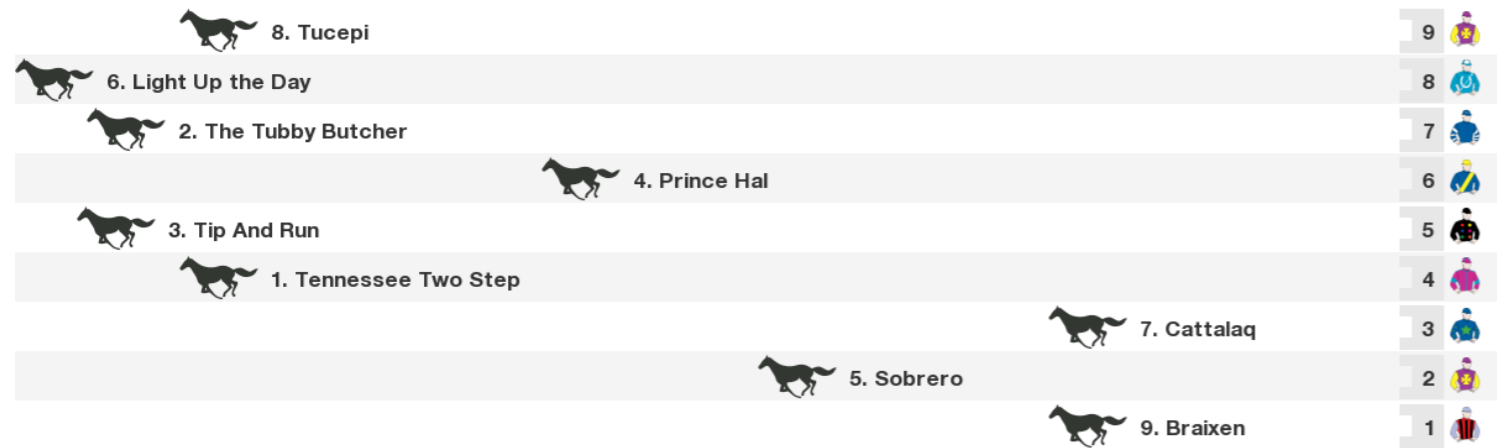 8. Tucepi 9
6. Light Up the Day 8
2. The Tubby Butcher 7
4. Prince Hal 6
3. Tip And Run 5
1. Tennessee Two Step 4
7. Cattalaq 3
5. Sobrero 2
9. Braixen 1